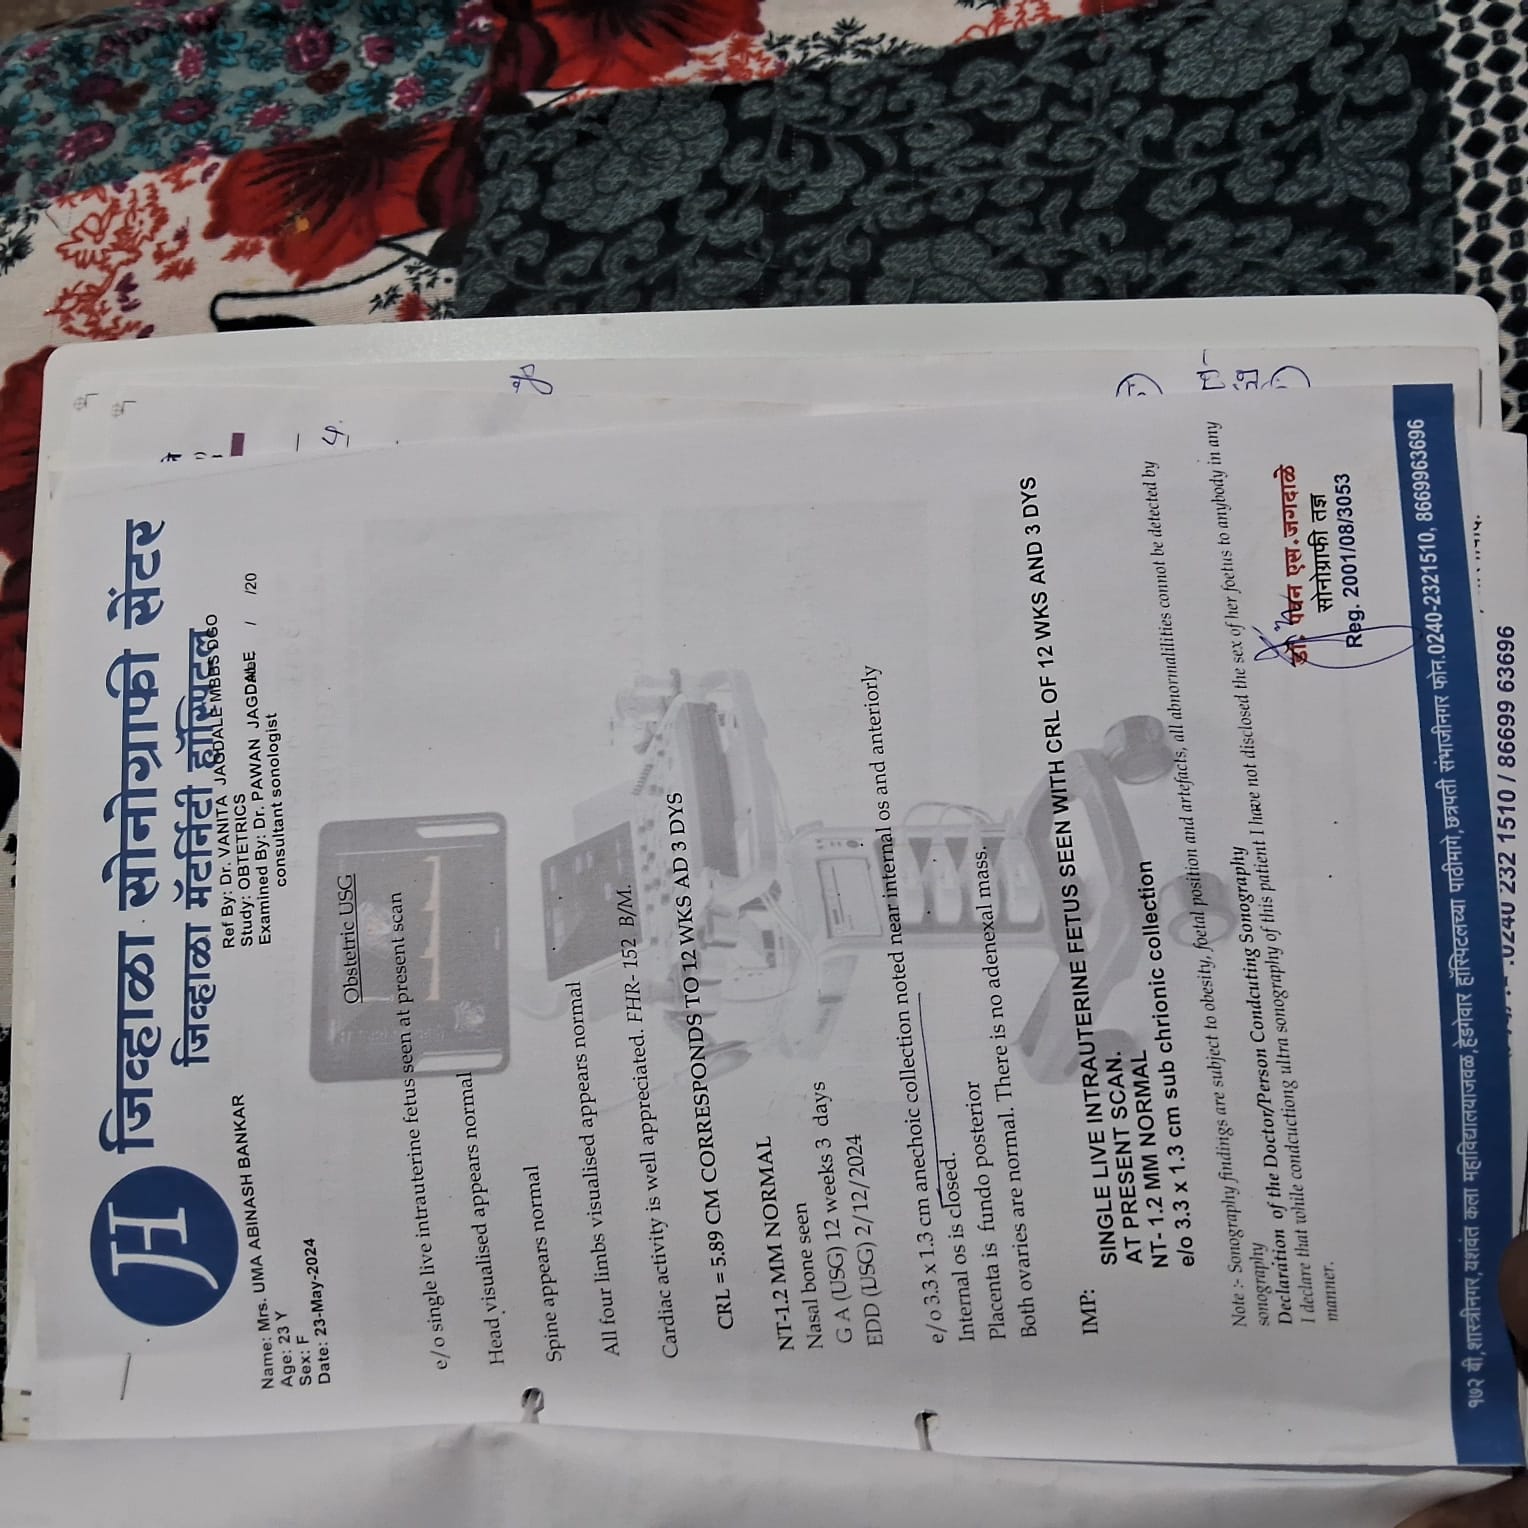 H
जिव्हाळा सोनोग्राफी सेंटर
जिव्हाळा मॅटर्निटी हॉस्पिटल
Name: Mrs. UMA ABINASH BANKAR
Age: 23 Y
Sex: F
Date: 23-May-2024
Ref By: Dr. VANITA JAGDALE MBBS DGO
Study: OBTETRICS
Examined By: Dr. PAWAN JAGDALE / /20
consultant sonologist
Obstetric USG
e/o single live intrauterine fetus seen at present scan
Head visualised appears normal
Spine appears normal
All four limbs visualised appears normal
Cardiac activity is well appreciated. FHR- 152 B/M.
CRL = 5.89 CM CORRESPONDS TO 12 WKS AD 3 DYS
NT-1.2 MM NORMAL
Nasal bone seen
G A (USG) 12 weeks 3 days
EDD (USG) 2/12/2024
e/o 3.3 x 1.3 cm anechoic collection noted near internal os and anteriorly
Internal os is closed.
Placenta is fundo posterior
Both ovaries are normal. There is no adenexal mass.
IMP:
SINGLE LIVE INTRAUTERINE FETUS SEEN WITH CRL OF 12 WKS AND 3 DYS
AT PRESENT SCAN.
NT- 1.2 MM NORMAL
e/o 3.3 x 1.3 cm sub chrionic collection
Note :- Sonography findings are subject to obesity, foetal position and artefacts, all abnormalilities connot be detected by
sonography
Declaration of the Doctor/Person Condcuting Sonography
I declare that while condcutiong ultra sonography of this patient I have not disclosed the sex of her foetus to anybody in any
manner.
डॉ. पवन एस. जगदाळे
सोनोग्राफी तज्ञ
Reg. 2001/08/3053
१७२ बी, शास्त्रीनगर, यशवंत कला महाविद्यालयाजवळ, हेडगेवार हॉस्पिटलच्या पाठीमागे, छत्रपती संभाजीनगर फोन. 0240-2321510, 8669963696
0240 232 1510 / 86699 63696